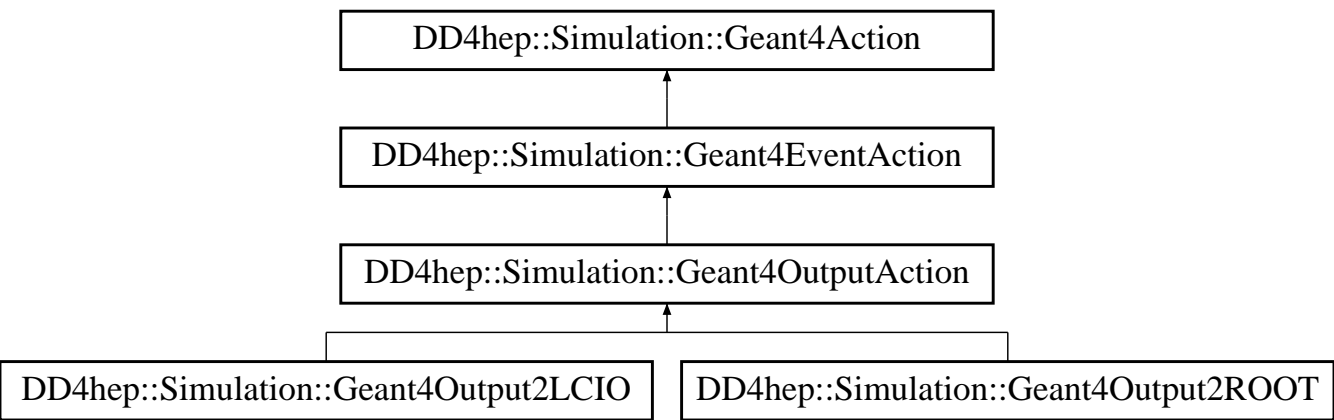 DD4hep::Simulation::Geant4Action
DD4hep::Simulation::Geant4EventAction
DD4hep::Simulation::Geant4OutputAction
DD4hep::Simulation::Geant4Output2LCIO
DD4hep::Simulation::Geant4Output2ROOT